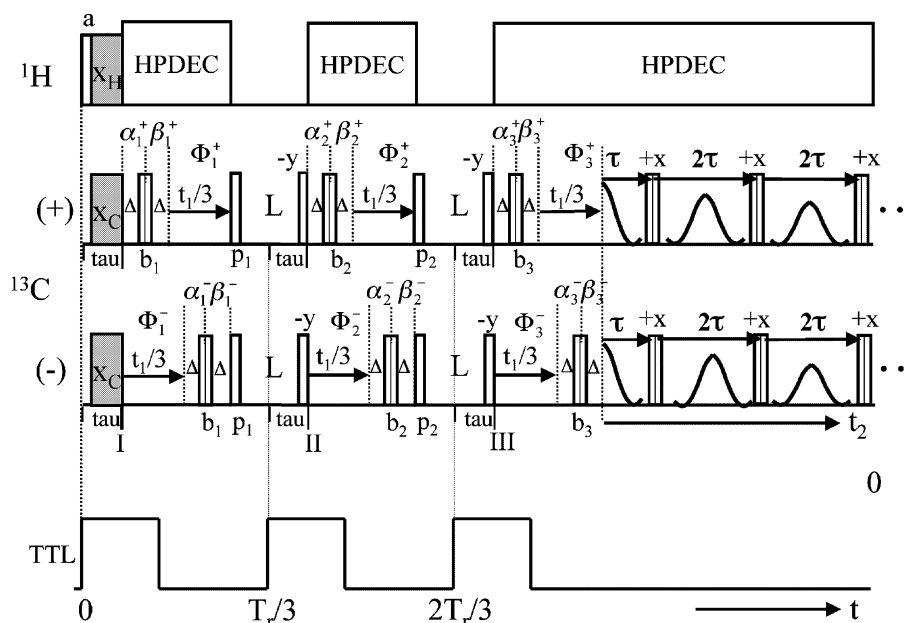 a
¹H X_H HPDEC HPDEC HPDEC
α₁⁺ β₁⁺ Φ₁⁺ -y α₂⁺ β₂⁺ Φ₂⁺ -y α₃⁺ β₃⁺ Φ₃⁺ τ +x 2τ +x 2τ +x
(+) X_C Δ Δ t₁/3 L Δ Δ t₁/3 L Δ Δ t₁/3 . .
tau b₁ p₁ tau b₂ p₂ tau b₃
¹³C
Φ₁⁻ α₁⁻ β₁⁻ -y Φ₂⁻ α₂⁻ β₂⁻ -y Φ₃⁻ α₃⁻ β₃⁻ τ +x 2τ +x 2τ +x
(-) X_C t₁/3 Δ Δ L t₁/3 Δ Δ L t₁/3 Δ Δ . .
tau I b₁ p₁ tau II b₂ p₂ tau III b₃ t₂
0
TTL
0 Tᵣ/3 2Tᵣ/3 t